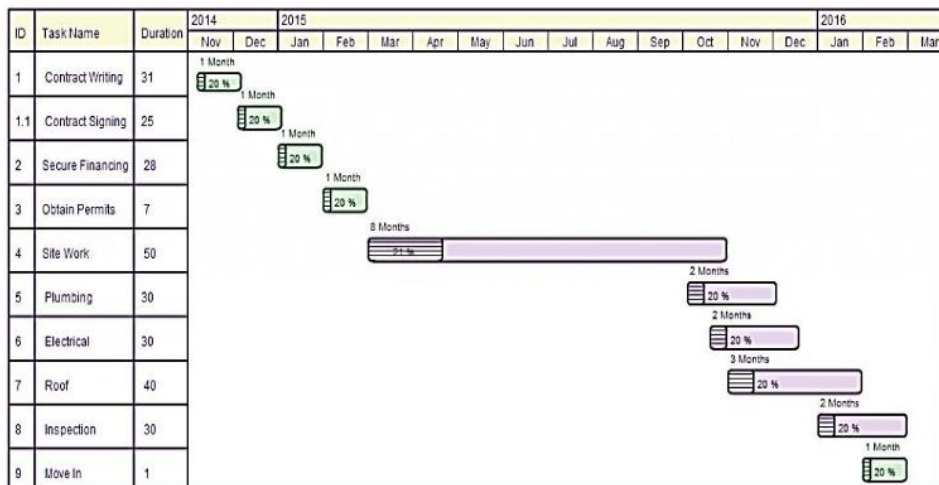 ID Task Name Duration 2014 2015 2016
Nov Dec Jan Feb Mar Apr May Jun Jul Aug Sep Oct Nov Dec Jan Feb Mar
1 Contract Writing 31 1 Month 20 %
1.1 Contract Signing 25 1 Month 20 %
2 Secure Financing 28 1 Month 20 %
3 Obtain Permits 7 1 Month 20 %
4 Site Work 50 8 Months 21 %
5 Plumbing 30 2 Months 20 %
6 Electrical 30 2 Months 20 %
7 Roof 40 3 Months 20 %
8 Inspection 30 2 Months 20 %
9 Move In 1 1 Month 20 %